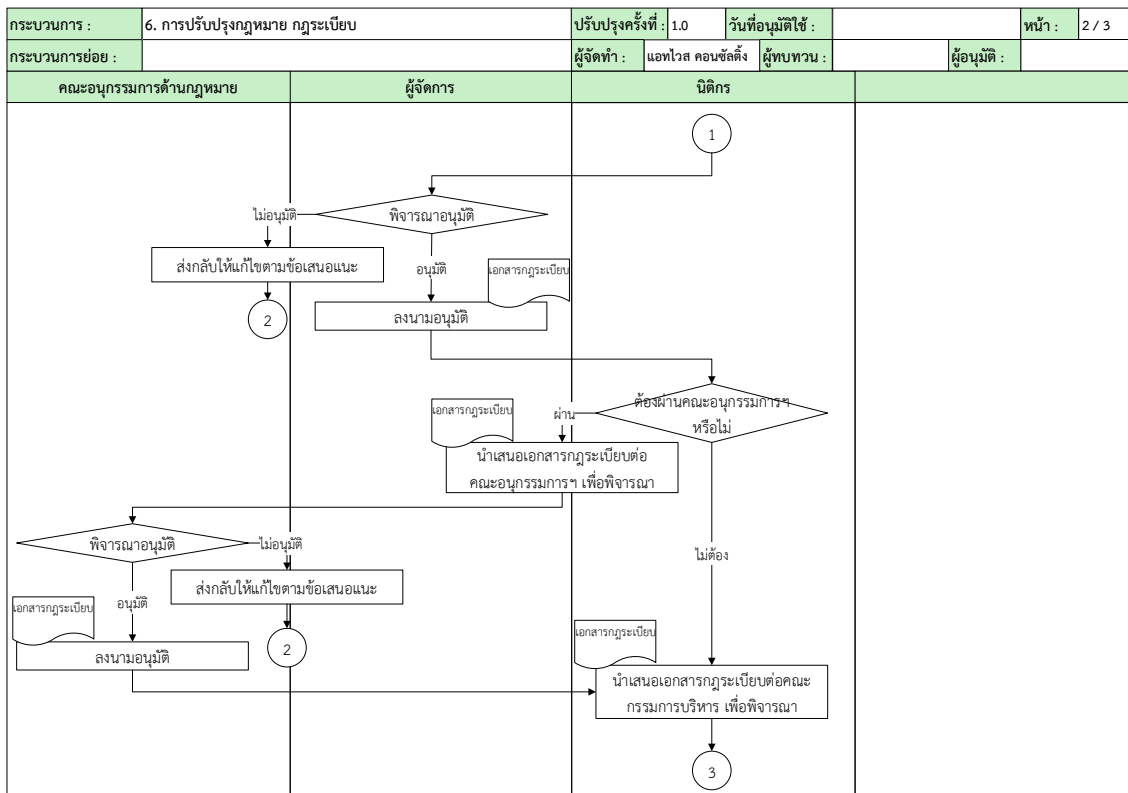 กระบวนการ : 6. การปรับปรุงกฎหมาย กฎระเบียบ ปรับปรุงครั้งที่ : 1.0 วันที่อนุมัติใช้ : หน้า : 2 / 3
กระบวนการย่อย : ผู้จัดทำ : แอทไวส คอนซัลติ้ง ผู้ทบทวน : ผู้อนุมัติ :
คณะอนุกรรมการด้านกฎหมาย ผู้จัดการ นิติกร
1
ไม่อนุมัติ พิจารณาอนุมัติ
ส่งกลับให้แก้ไขตามข้อเสนอแนะ อนุมัติ เอกสารกฎระเบียบ
2 ลงนามอนุมัติ
เอกสารกฎระเบียบ ผ่าน ต้องผ่านคณะอนุกรรมการฯ
หรือไม่
นำเสนอเอกสารกฎระเบียบต่อ
คณะอนุกรรมการฯ เพื่อพิจารณา
พิจารณาอนุมัติ ไม่อนุมัติ ไม่ต้อง
ส่งกลับให้แก้ไขตามข้อเสนอแนะ
เอกสารกฎระเบียบ อนุมัติ
2 เอกสารกฎระเบียบ
ลงนามอนุมัติ
นำเสนอเอกสารกฎระเบียบต่อคณะ
กรรมการบริหาร เพื่อพิจารณา
3